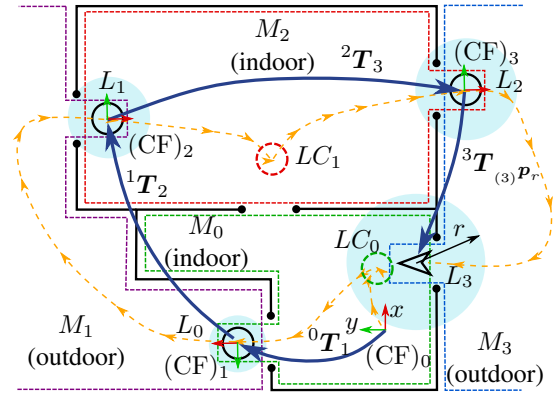 M₂
(indoor)
²T₃
(CF)₃
L₁
L₂
(CF)₂
LC₁
¹T₂
³T₍₃₎pᵣ
M₀
(indoor)
LC₀
r
L₃
M₁
(outdoor)
L₀
(CF)₁
⁰T₁
y
x
(CF)₀
M₃
(outdoor)